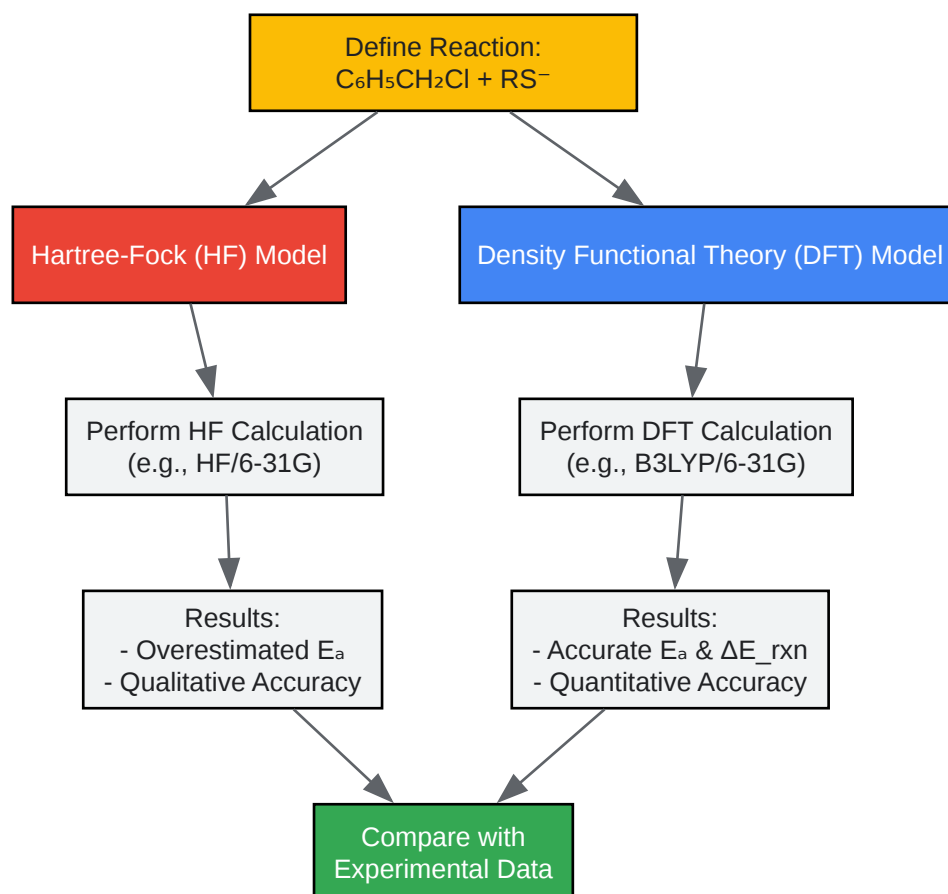 Define Reaction:
C₆H₅CH₂Cl + RS⁻
Hartree-Fock (HF) Model
Density Functional Theory (DFT) Model
Perform HF Calculation
(e.g., HF/6-31G)
Perform DFT Calculation
(e.g., B3LYP/6-31G)
Results:
- Overestimated Eₐ
- Qualitative Accuracy
Results:
- Accurate Eₐ & ΔE_rxn
- Quantitative Accuracy
Compare with
Experimental Data